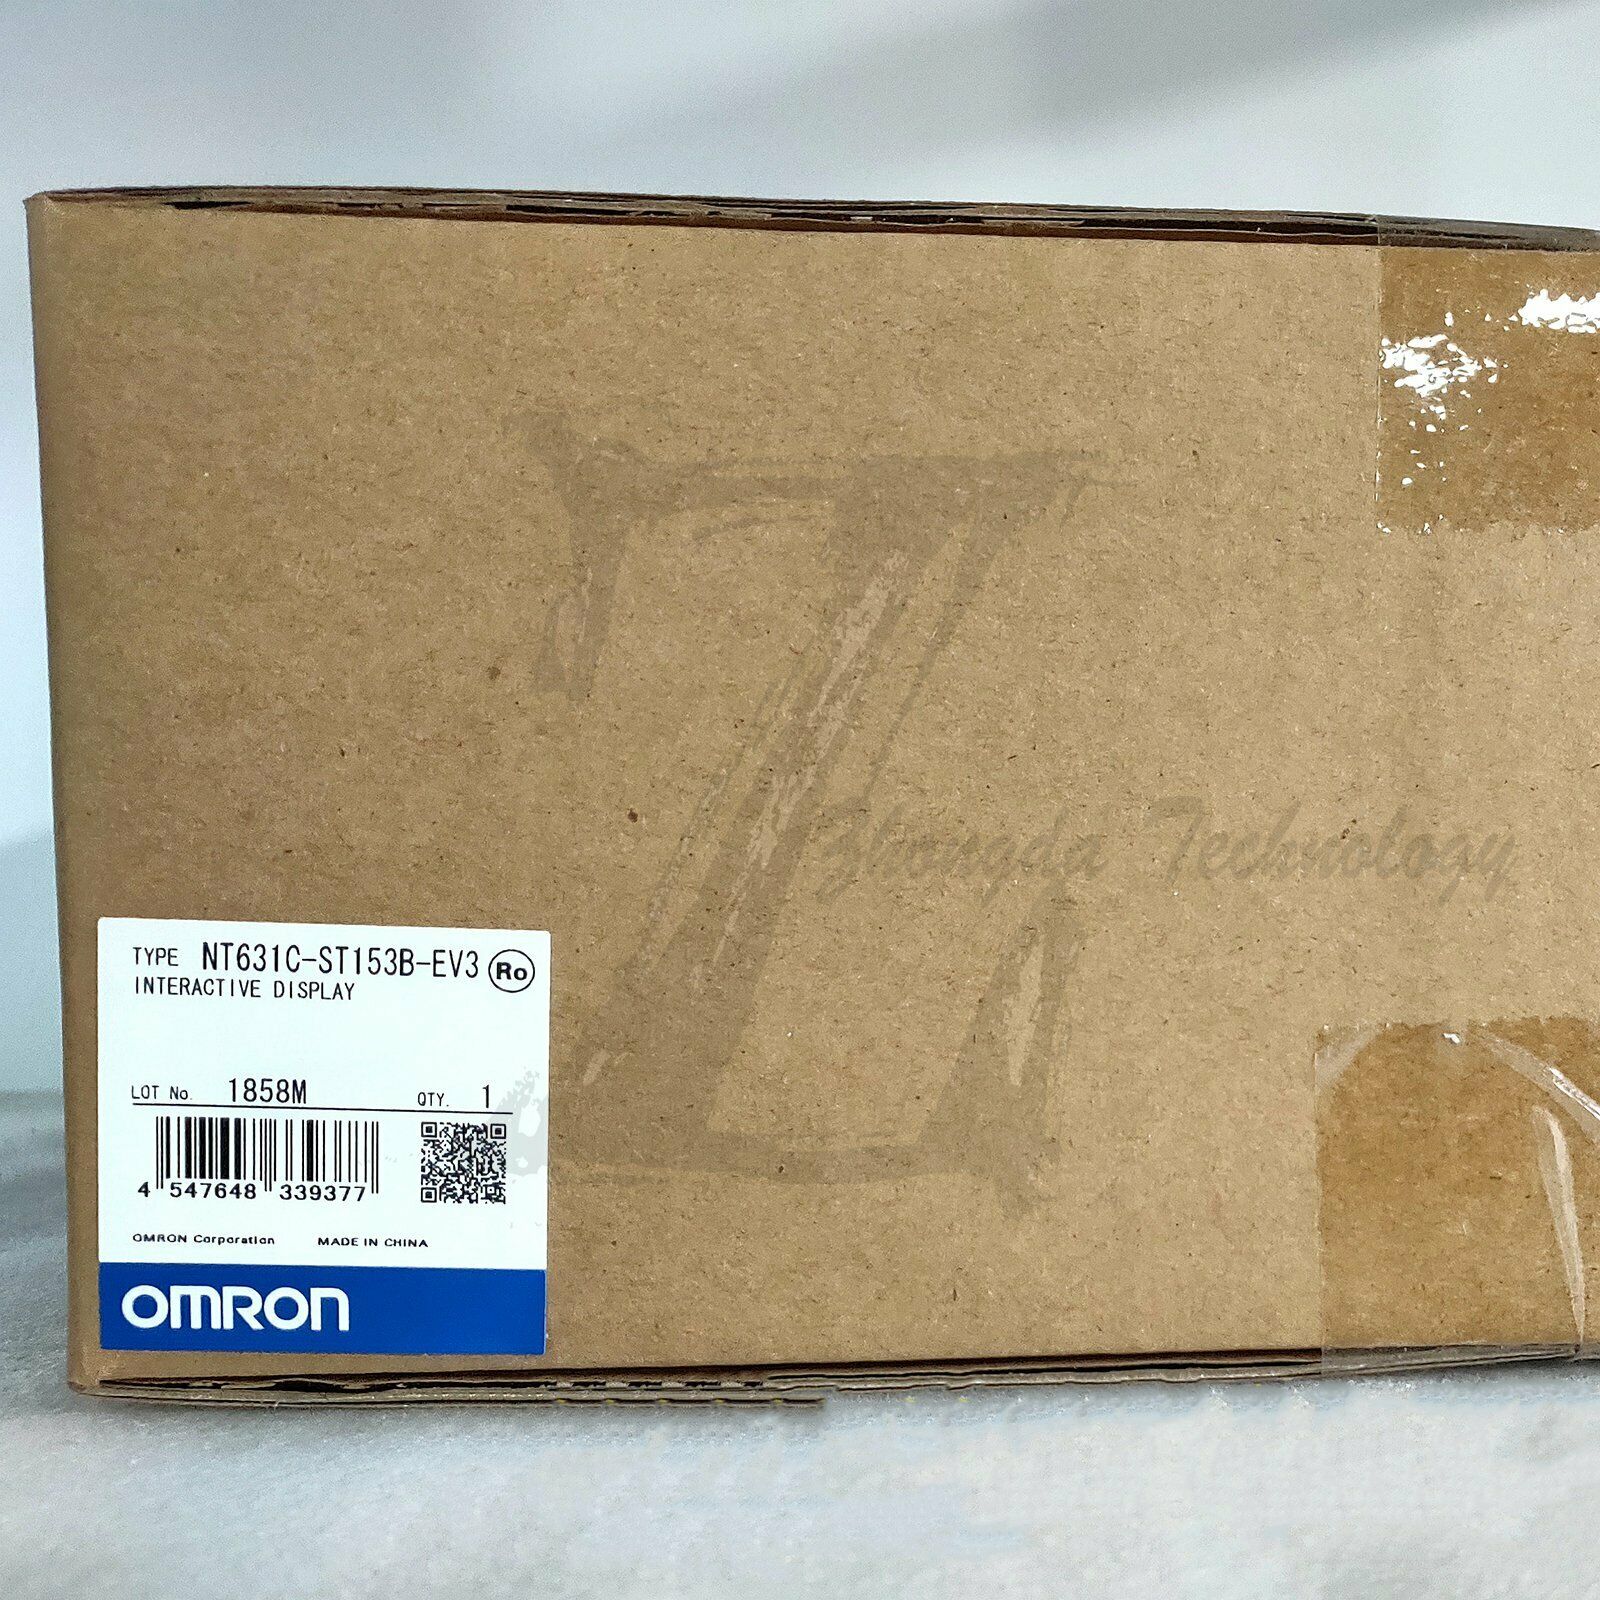 Zhongda Technology
TYPE NT631C-ST153B-EV3 Ro
INTERACTIVE DISPLAY
LOT No. 1858M QTY. 1
4 547648 339377
OMRON Corporation MADE IN CHINA
OMRON